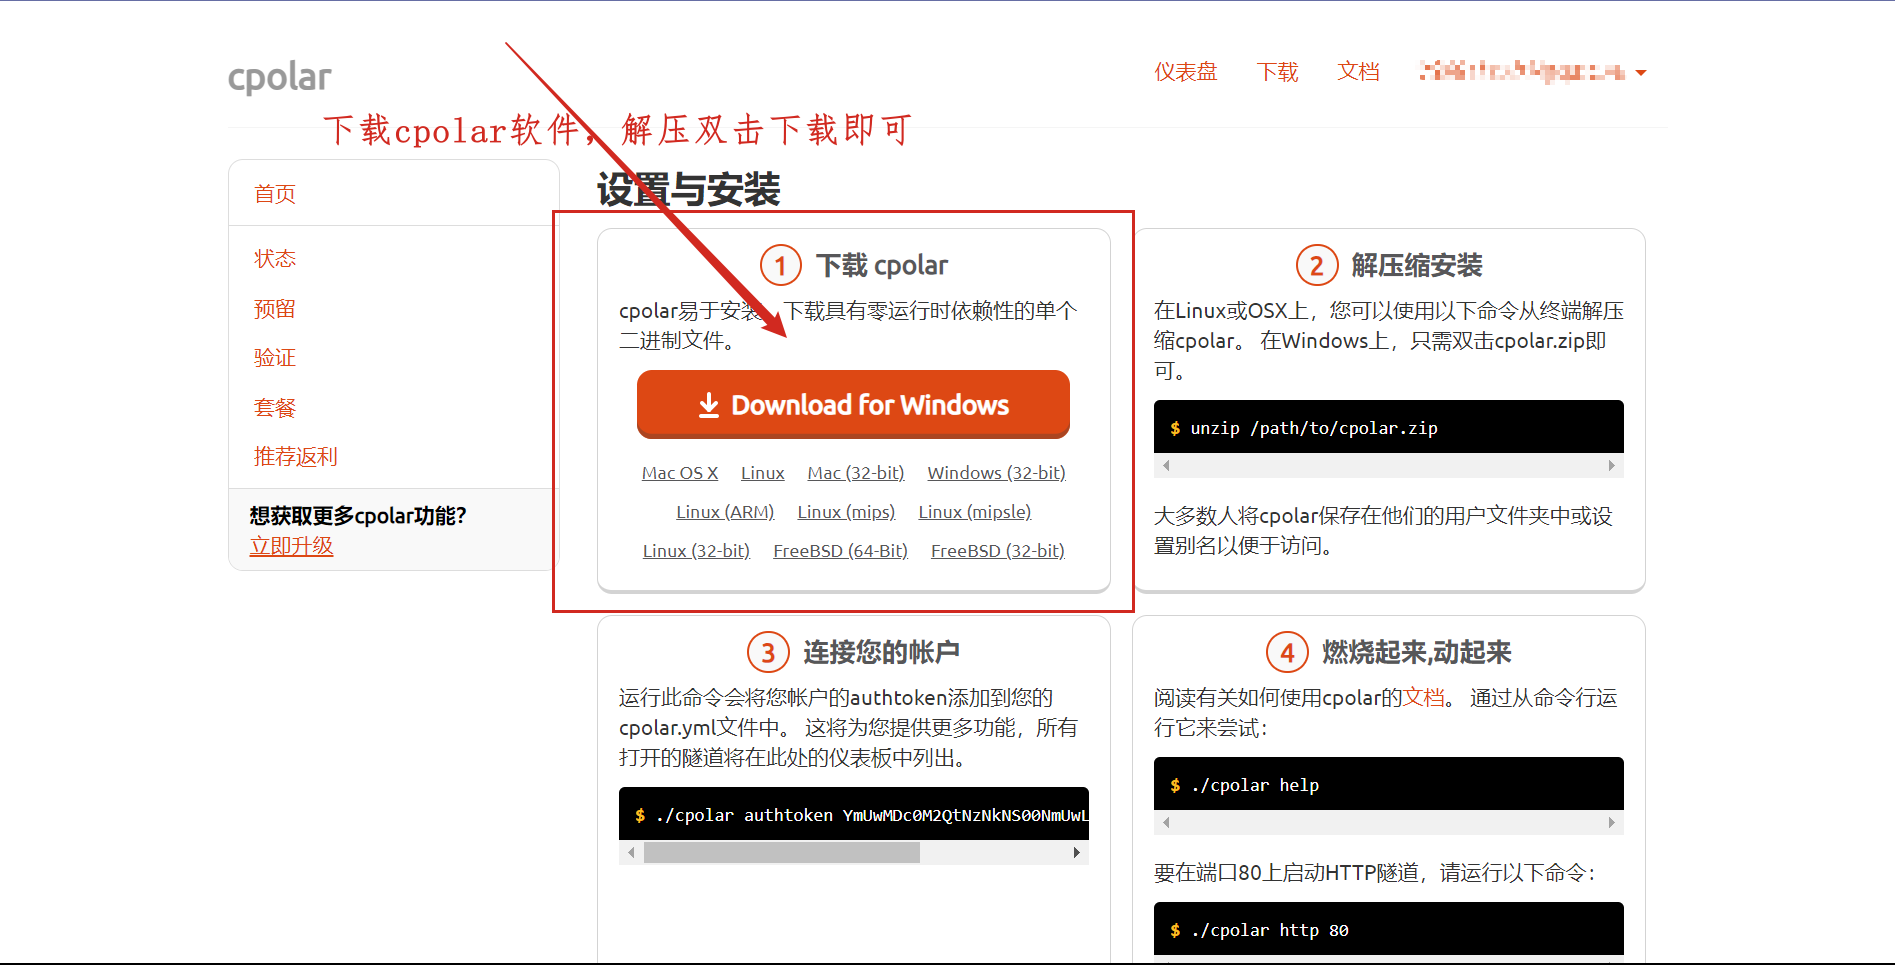 cpolar
仪表盘 下载 文档
下载cpolar软件，解压双击下载即可
首页
状态
预留
验证
套餐
推荐返利
想获取更多cpolar功能？
立即升级
设置与安装
1 下载 cpolar
cpolar易于安装。下载具有零运行时依赖性的单个
二进制文件。
Download for Windows
Mac OS X Linux Mac (32-bit) Windows (32-bit)
Linux (ARM) Linux (mips) Linux (mipsle)
Linux (32-bit) FreeBSD (64-Bit) FreeBSD (32-bit)
2 解压缩安装
在Linux或OSX上，您可以使用以下命令从终端解压
缩cpolar。 在Windows上，只需双击cpolar.zip即
可。
$ unzip /path/to/cpolar.zip
大多数人将cpolar保存在他们的用户文件夹中或设
置别名以便于访问。
3 连接您的帐户
运行此命令会将您帐户的authtoken添加到您的
cpolar.yml文件中。 这将为您提供更多功能，所有
打开的隧道将在此处的仪表板中列出。
$ ./cpolar authtoken YmUwMDc0M2QtNzNkNS00NmUwL
4 燃烧起来,动起来
阅读有关如何使用cpolar的文档。 通过从命令行运
行它来尝试：
$ ./cpolar help
要在端口80上启动HTTP隧道，请运行以下命令：
$ ./cpolar http 80